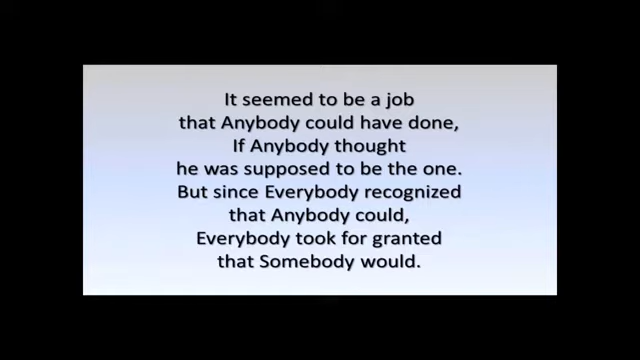 It seemed to be a job
that Anybody could have done,
If Anybody thought
he was supposed to be the one.
But since Everybody recognized
that Anybody could,
Everybody took for granted
that Somebody would.